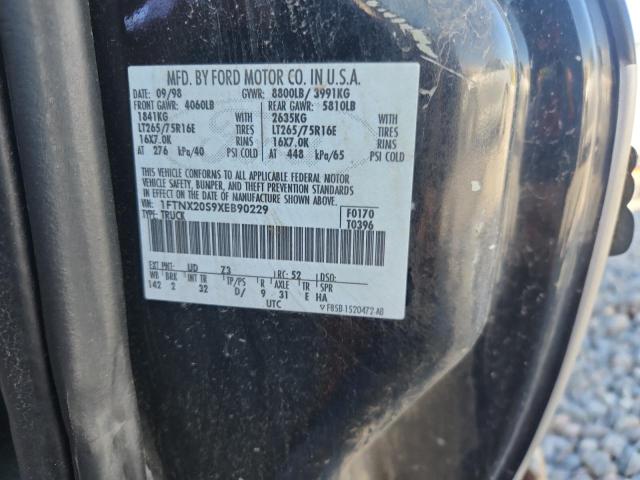 MFD. BY FORD MOTOR CO. IN U.S.A.
DATE: 09/98 GVWR: 8800LB/ 3991KG
FRONT GAWR: 4060LB REAR GAWR: 5810LB
1841KG WITH 2635KG WITH
LT265/75R16E TIRES LT265/75R16E TIRES
16X7.0K RIMS 16X7.0K RIMS
AT 276 kPa/40 PSI COLD AT 448 kPa/65 PSI COLD
THIS VEHICLE CONFORMS TO ALL APPLICABLE FEDERAL MOTOR
VEHICLE SAFETY, BUMPER, AND THEFT PREVENTION STANDARDS
IN EFFECT ON THE DATE OF MANUFACTURE SHOWN ABOVE.
VIN: 1FTNX20S9XEB90229 F0170
TYPE: TRUCK T0396
EXT PNT: UD Z3 RC: 52 DSO:
WB BRK INT TR TP/PS R AXLE TR SPR
142 2 32 D/ 9 31 E HA
UTC F85B-1520472-AB